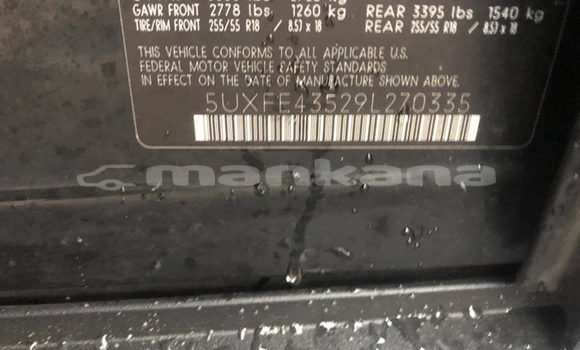 GAWR FRONT 2778 lbs 1260 kg REAR 3395 lbs 1540 kg
TIRE/RIM FRONT 255/55 R18 / 8.5J x 18 REAR 255/55 R18 / 8.5J x 18
THIS VEHICLE CONFORMS TO ALL APPLICABLE U.S.
FEDERAL MOTOR VEHICLE SAFETY STANDARDS
IN EFFECT ON THE DATE OF MANUFACTURE SHOWN ABOVE.
5UXFE43529L270335
mankana